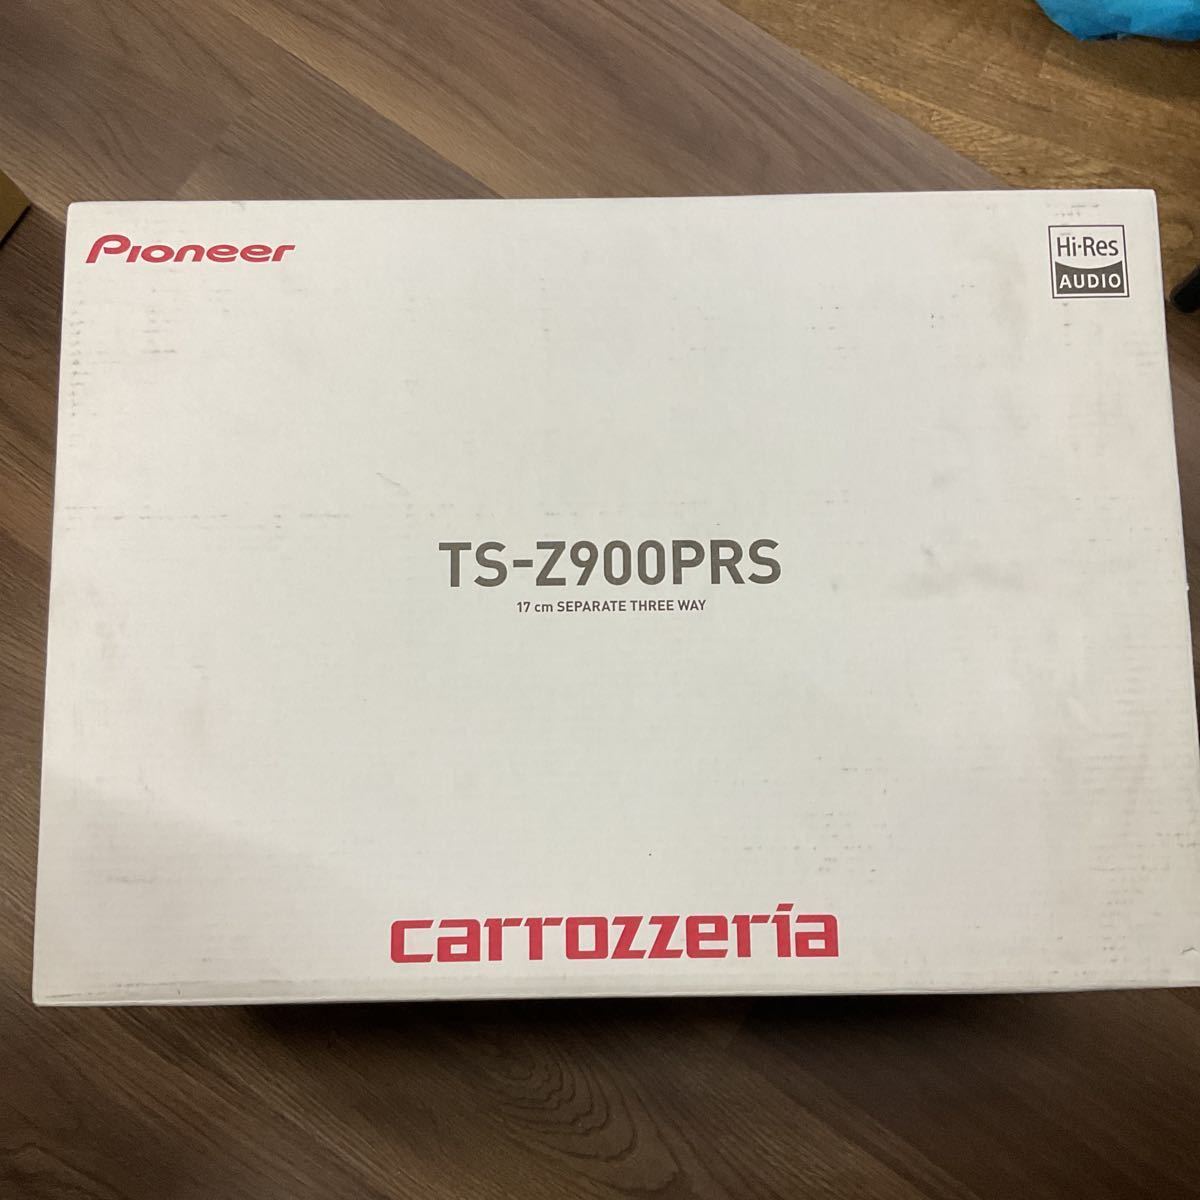 Pioneer
Hi-Res
AUDIO
TS-Z900PRS
17 cm SEPARATE THREE WAY
carrozzeria